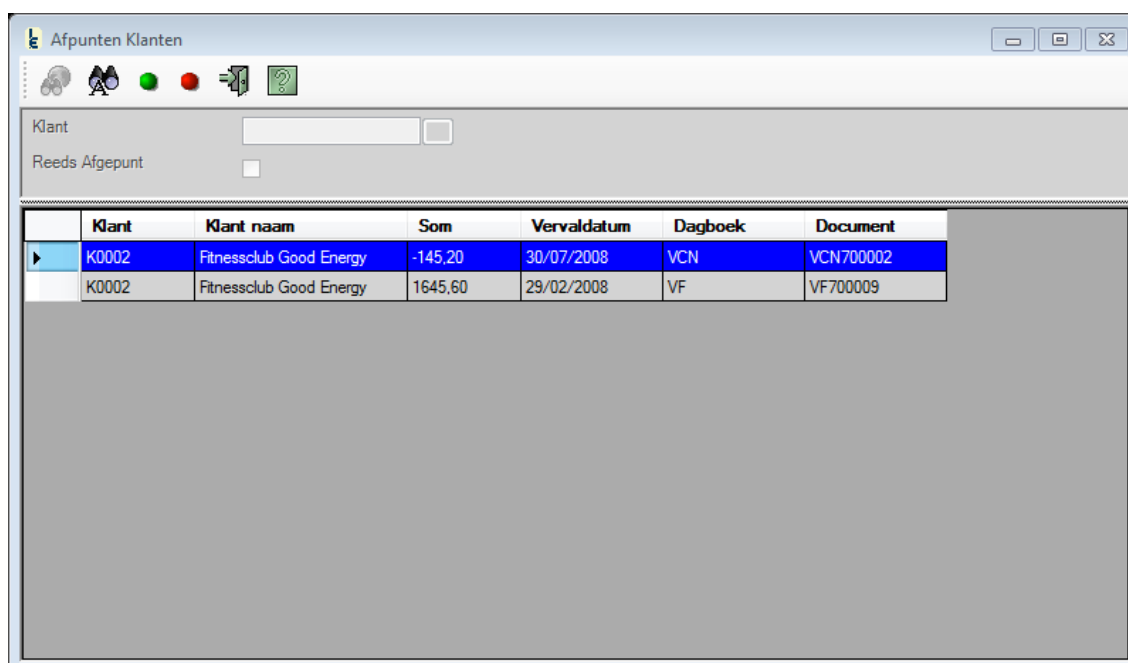 Afpunten Klanten
Klant
Reeds Afgepunt
Klant Klant naam Som Vervaldatum Dagboek Document
K0002 Fitnessclub Good Energy -145,20 30/07/2008 VCN VCN700002
K0002 Fitnessclub Good Energy 1645,60 29/02/2008 VF VF700009